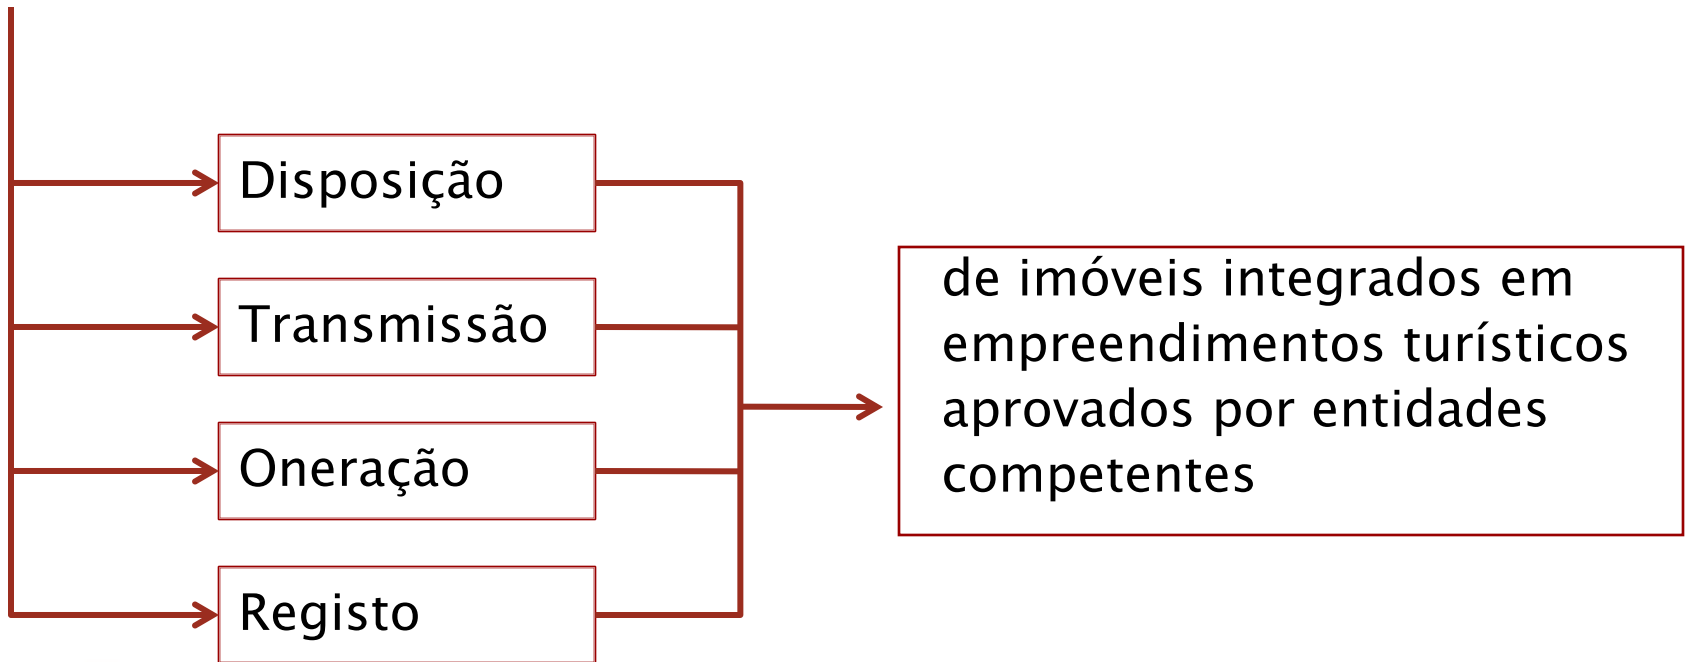 Disposição
Transmissão
Oneração
Registo
de imóveis integrados em
empreendimentos turísticos
aprovados por entidades
competentes